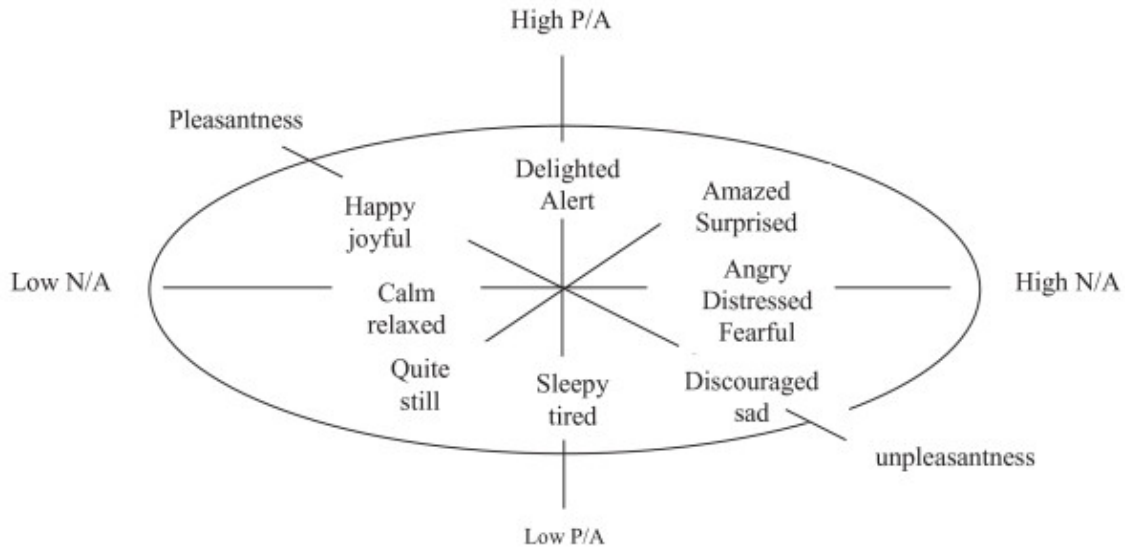 High P/A
Pleasantness
Delighted
Alert
Amazed
Surprised
Happy
joyful
Low N/A
Calm
relaxed
Angry
Distressed
Fearful
High N/A
Quite
still
Sleepy
tired
Discouraged
sad
unpleasantness
Low P/A